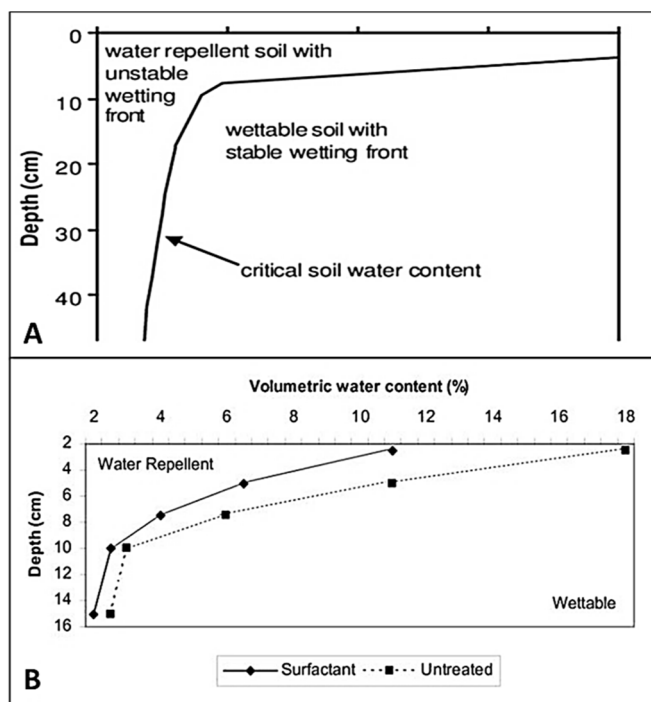 0
10
20
30
40
Depth (cm)
water repellent soil with
unstable
wetting
front
wettable soil with
stable wetting front
critical soil water content
A
Volumetric water content (%)
2 4 6 8 10 12 14 16 18
2
4
6
8
10
12
14
16
Depth (cm)
Water Repellent
Wettable
Surfactant Untreated
B